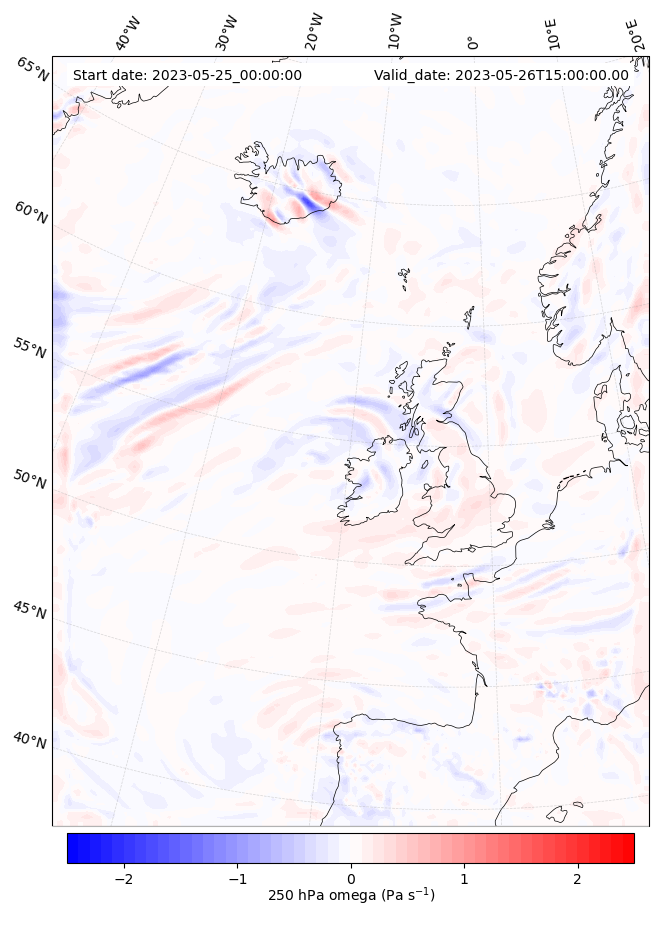 40°W 30°W 20°W 10°W 0° 10°E 20°E
65°N
Start date: 2023-05-25_00:00:00 Valid_date: 2023-05-26T15:00:00.00
60°N
55°N
50°N
45°N
40°N
−2 −1 0 1 2
250 hPa omega (Pa s⁻¹)